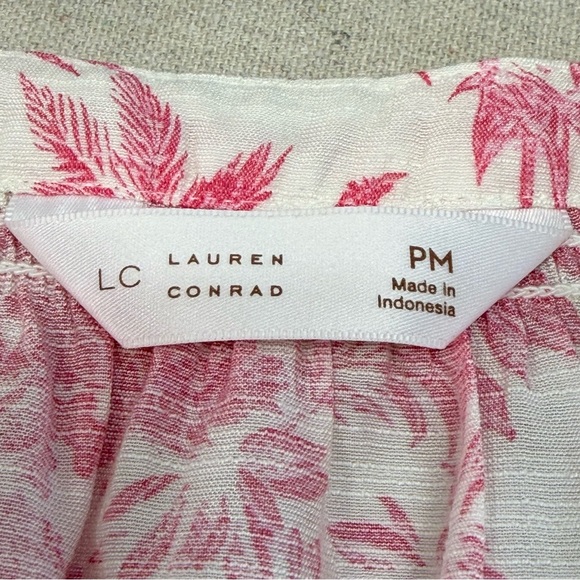 LC
LAUREN
CONRAD
PM
Made in
Indonesia